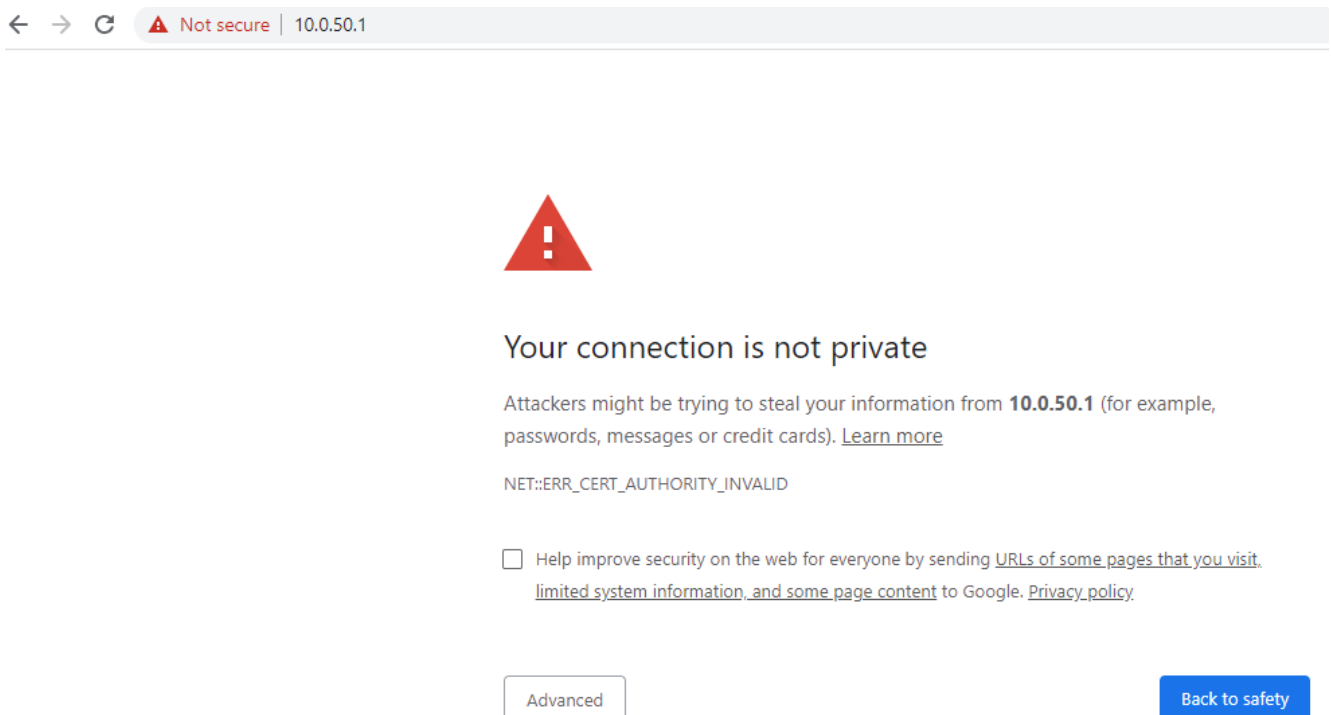 Not secure | 10.0.50.1
Your connection is not private
Attackers might be trying to steal your information from 10.0.50.1 (for example,
passwords, messages or credit cards). Learn more
NET::ERR_CERT_AUTHORITY_INVALID
Help improve security on the web for everyone by sending URLs of some pages that you visit,
limited system information, and some page content to Google. Privacy policy
Advanced
Back to safety